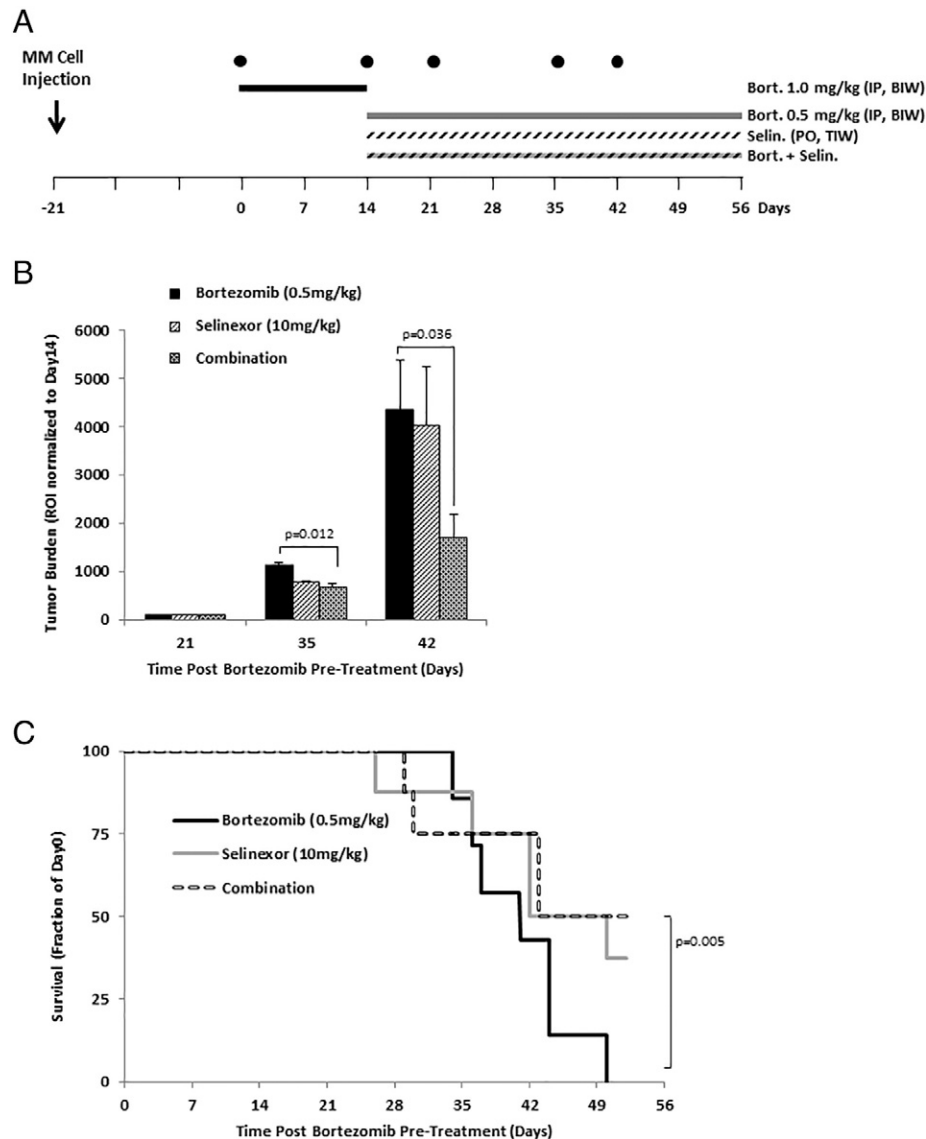 A
MM Cell
Injection
Bort. 1.0 mg/kg (IP, BIW)
Bort. 0.5 mg/kg (IP, BIW)
Selin. (PO, TIW)
Bort. + Selin.
-21 0 7 14 21 28 35 42 49 56 Days
B
Bortezomib (0.5mg/kg)
Selinexor (10mg/kg)
Combination
Tumor Burden (ROI normalized to Day14)
6000
5000
4000
3000
2000
1000
0
p=0.012
p=0.036
21 35 42
Time Post Bortezomib Pre-Treatment (Days)
C
Survival (Fraction of Day0)
100
75
50
25
0
Bortezomib (0.5mg/kg)
Selinexor (10mg/kg)
Combination
p=0.005
0 7 14 21 28 35 42 49 56
Time Post Bortezomib Pre-Treatment (Days)